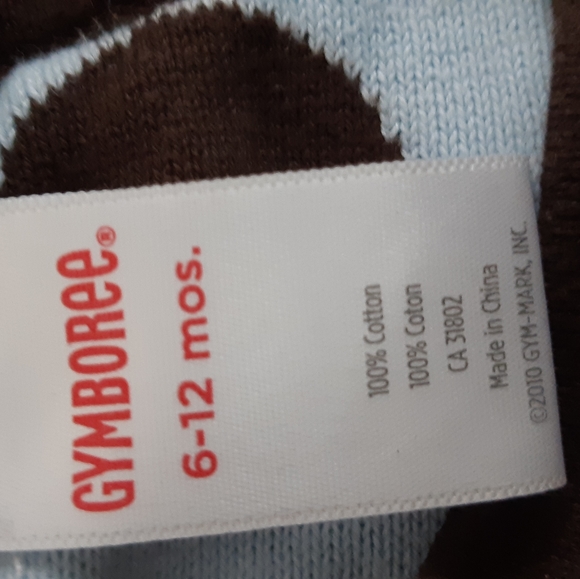 GYMBOREE®
6-12 mos.
100% Cotton
100% Coton
CA 31802
Made in China
©2010 GYM-MARK, INC.